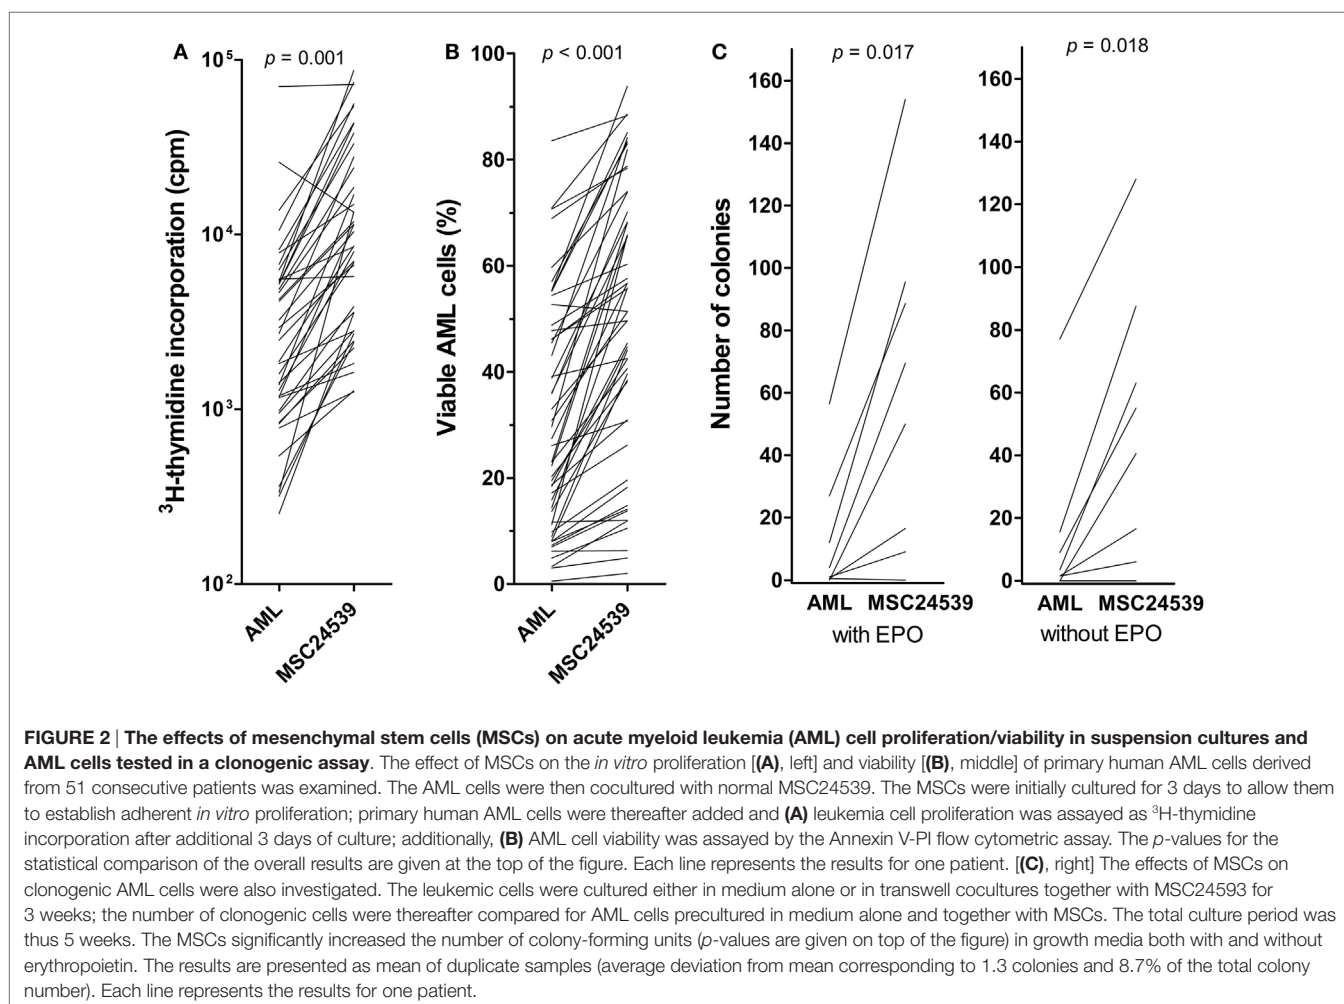 A
p = 0.001
10⁵
10⁴
10³
10²
³H-thymidine incorporation (cpm)
AML
MSC24539
B
p < 0.001
100
80
60
40
20
0
Viable AML cells (%)
AML
MSC24539
C
p = 0.017
160
140
120
100
80
60
40
20
0
Number of colonies
AML MSC24539
with EPO
p = 0.018
160
140
120
100
80
60
40
20
0
AML MSC24539
without EPO
FIGURE 2 | The effects of mesenchymal stem cells (MSCs) on acute myeloid leukemia (AML) cell proliferation/viability in suspension cultures and
AML cells tested in a clonogenic assay. The effect of MSCs on the in vitro proliferation [(A), left] and viability [(B), middle] of primary human AML cells derived
from 51 consecutive patients was examined. The AML cells were then cocultured with normal MSC24539. The MSCs were initially cultured for 3 days to allow them
to establish adherent in vitro proliferation; primary human AML cells were thereafter added and (A) leukemia cell proliferation was assayed as ³H-thymidine
incorporation after additional 3 days of culture; additionally, (B) AML cell viability was assayed by the Annexin V-PI flow cytometric assay. The p-values for the
statistical comparison of the overall results are given at the top of the figure. Each line represents the results for one patient. [(C), right] The effects of MSCs on
clonogenic AML cells were also investigated. The leukemic cells were cultured either in medium alone or in transwell cocultures together with MSC24593 for
3 weeks; the number of clonogenic cells were thereafter compared for AML cells precultured in medium alone and together with MSCs. The total culture period was
thus 5 weeks. The MSCs significantly increased the number of colony-forming units (p-values are given on top of the figure) in growth media both with and without
erythropoietin. The results are presented as mean of duplicate samples (average deviation from mean corresponding to 1.3 colonies and 8.7% of the total colony
number). Each line represents the results for one patient.